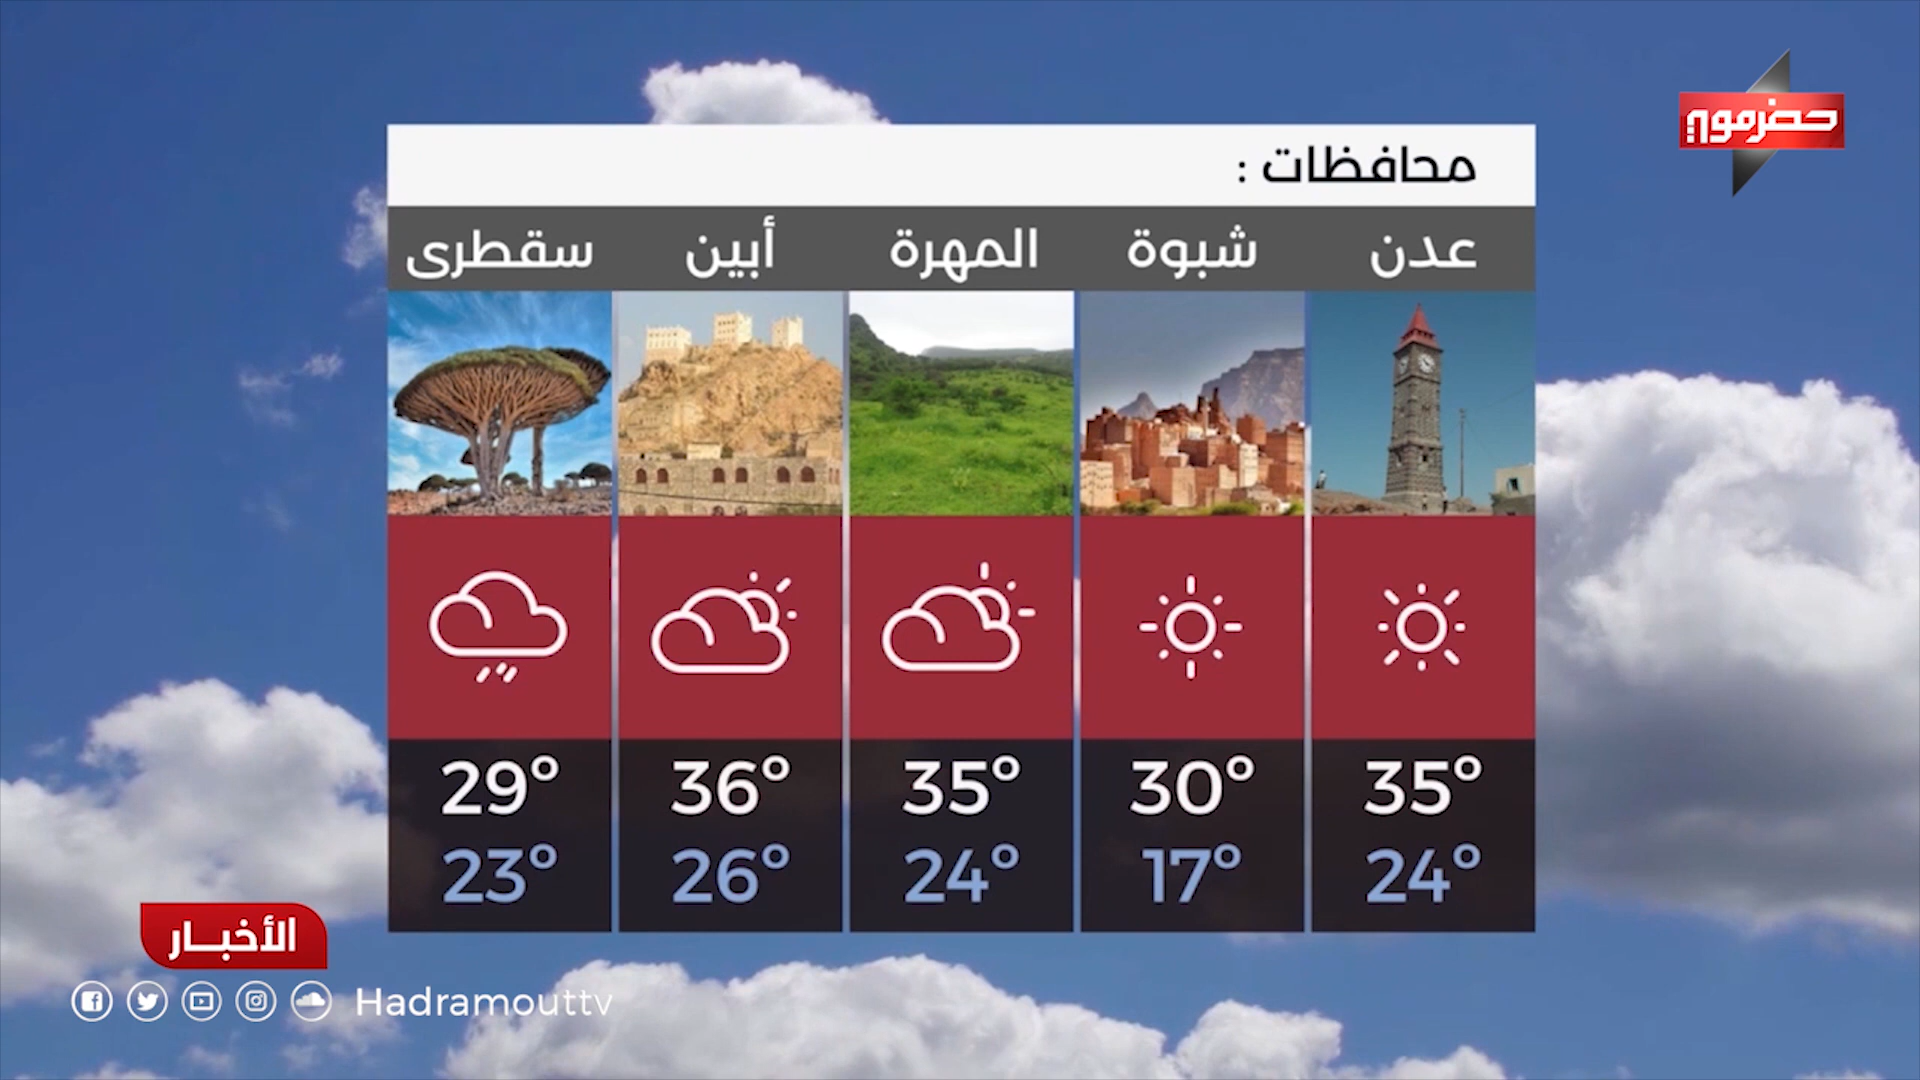 حضرموت
محافظات :
عدن شبوة المهرة أبين سقطرى
35° 30° 35° 36° 29°
24° 17° 24° 26° 23°
الأخبار
Hadramouttv